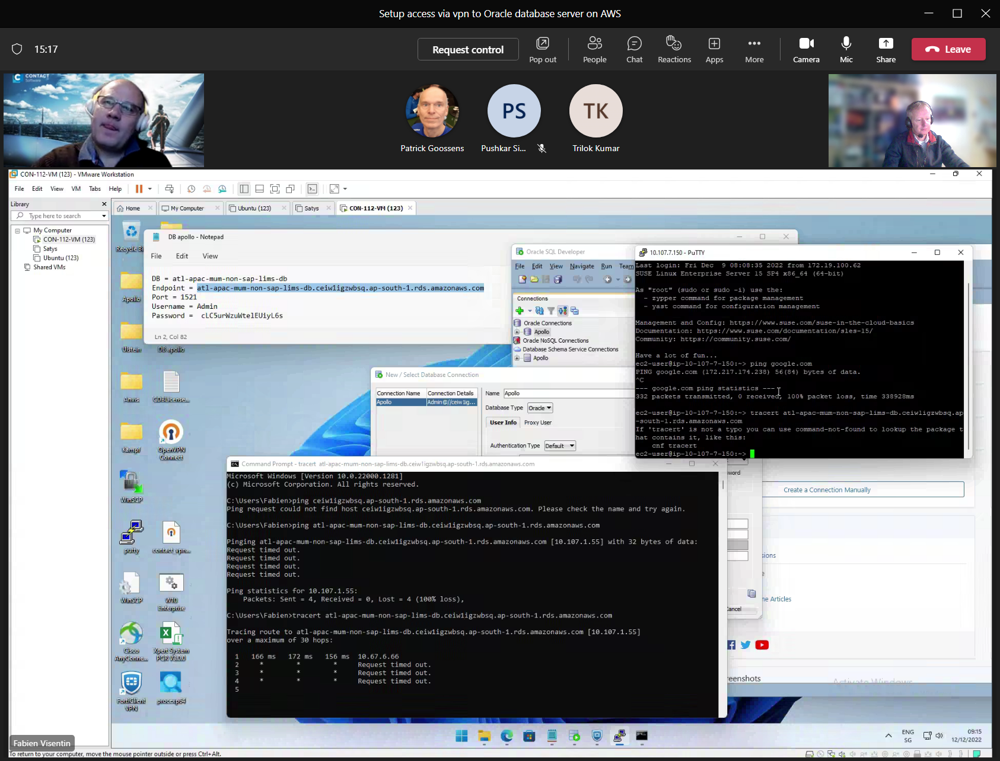 Setup access via vpn to Oracle database server on AWS
15:17
Request control
Pop out
People
Chat
Reactions
Apps
More
Camera
Mic
Share
Leave
CONTACT
Software
PS
TK
Patrick Goossens
Pushkar Si...
Trilok Kumar
CON-112-VM (123) - VMware Workstation
File Edit View VM Tabs Help
Library
Type here to search
My Computer
CON-112-VM (123)
Satys
Ubuntu (123)
Shared VMs
Home
My Computer
Ubuntu (123)
Satys
CON-112-VM (123)
Recycle Bi
Apollo
Ulstein
DB apollo
Anvis
CDBLicense...
Kampf
OpenVPN
Connect
WinSCP
putty
contact_vpn...
WinSCP
W10
Enterprise
Cisco
AnyConne...
Xpert System
PCR V3.0.0
FortiClient
VPN
procexp64
DB apollo - Notepad
File Edit View
DB = atl-apac-mum-non-sap-lims-db
Endpoint = atl-apac-mum-non-sap-lims-db.ceiw1igzwbsq.ap-south-1.rds.amazonaws.com
Port = 1521
Username = Admin
Password =  cLC5urWzuWtelEUiyL6s
Ln 2, Col 82
Oracle SQL Developer
File Edit View Navigate Run Team
Connections
Oracle Connections
Apollo
Oracle NoSQL Connections
Database Schema Service Connections
Apollo
New / Select Database Connection
Connection Name Connection Details
Apollo Admin@//ceiw1ig...
Name Apollo
Database Type Oracle
User Info Proxy User
Authentication Type Default
10.107.7.150 - PuTTY
Last login: Fri Dec  9 08:08:35 2022 from 172.19.100.62
SUSE Linux Enterprise Server 15 SP4 x86_64 (64-bit)
As "root" (sudo or sudo -i) use the:
- zypper command for package management
- yast command for configuration management
Management and Config: https://www.suse.com/suse-in-the-cloud-basics
Documentation: https://www.suse.com/documentation/sles-15/
Community: https://community.suse.com/
Have a lot of fun...
ec2-user@ip-10-107-7-150:~> ping google.com
PING google.com (172.217.174.238) 56(84) bytes of data.
^C
--- google.com ping statistics ---
332 packets transmitted, 0 received, 100% packet loss, time 338928ms
ec2-user@ip-10-107-7-150:~> tracert atl-apac-mum-non-sap-lims-db.ceiw1igzwbsq.ap
-south-1.rds.amazonaws.com
If 'tracert' is not a typo you can use command-not-found to lookup the package t
hat contains it, like this:
cnf tracert
ec2-user@ip-10-107-7-150:~>
Command Prompt - tracert atl-apac-mum-non-sap-lims-db.ceiw1igzwbsq.ap-south-1.rds.amazonaws.com
Microsoft Windows [Version 10.0.22000.1281]
(c) Microsoft Corporation. All rights reserved.
C:\Users\Fabien>ping ceiw1igzwbsq.ap-south-1.rds.amazonaws.com
Ping request could not find host ceiw1igzwbsq.ap-south-1.rds.amazonaws.com. Please check the name and try again.
C:\Users\Fabien>ping atl-apac-mum-non-sap-lims-db.ceiw1igzwbsq.ap-south-1.rds.amazonaws.com
Pinging atl-apac-mum-non-sap-lims-db.ceiw1igzwbsq.ap-south-1.rds.amazonaws.com [10.107.1.55] with 32 bytes of data:
Request timed out.
Request timed out.
Request timed out.
Request timed out.
Ping statistics for 10.107.1.55:
Packets: Sent = 4, Received = 0, Lost = 4 (100% loss),
C:\Users\Fabien>tracert atl-apac-mum-non-sap-lims-db.ceiw1igzwbsq.ap-south-1.rds.amazonaws.com
Tracing route to atl-apac-mum-non-sap-lims-db.ceiw1igzwbsq.ap-south-1.rds.amazonaws.com [10.107.1.55]
over a maximum of 30 hops:
1 166 ms 172 ms 156 ms 10.67.6.66
2 * * * Request timed out.
3 * * * Request timed out.
4 * * * Request timed out.
5
word
Create a Connection Manually
sions
e
ne Articles
ancel
reenshots
Activate Windows
ENG
SG
09:15
12/12/2022
Fabien Visentin
To return to your computer, move the mouse pointer outside or press Ctrl+Alt.